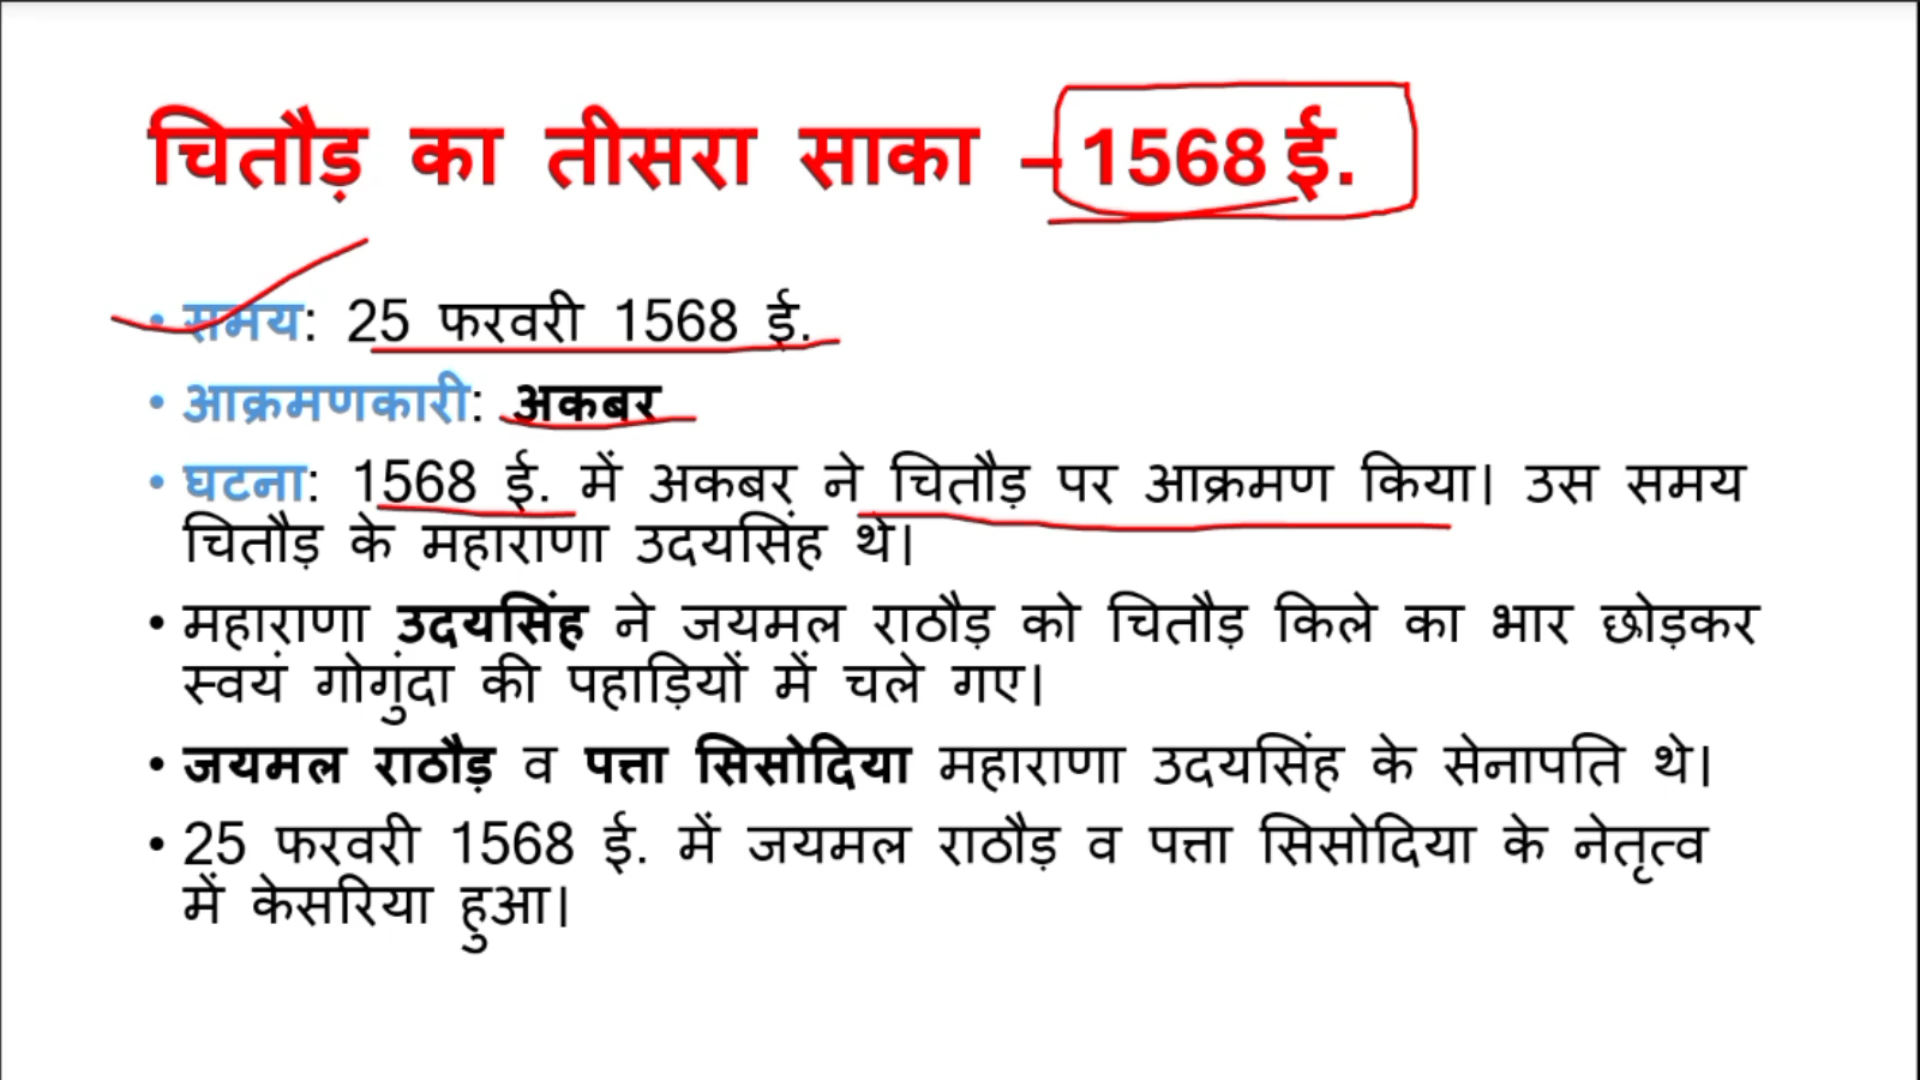 चितौड़ का तीसरा साका – 1568 ई.
• समय: 25 फरवरी 1568 ई.
• आक्रमणकारी: अकबर
• घटना: 1568 ई. में अकबर ने चितौड़ पर आक्रमण किया। उस समय
चितौड़ के महाराणा उदयसिंह थे।
• महाराणा उदयसिंह ने जयमल राठौड़ को चितौड़ किले का भार छोड़कर
स्वयं गोगुंदा की पहाड़ियों में चले गए।
• जयमल राठौड़ व पत्ता सिसोदिया महाराणा उदयसिंह के सेनापति थे।
• 25 फरवरी 1568 ई. में जयमल राठौड़ व पत्ता सिसोदिया के नेतृत्व
में केसरिया हुआ।